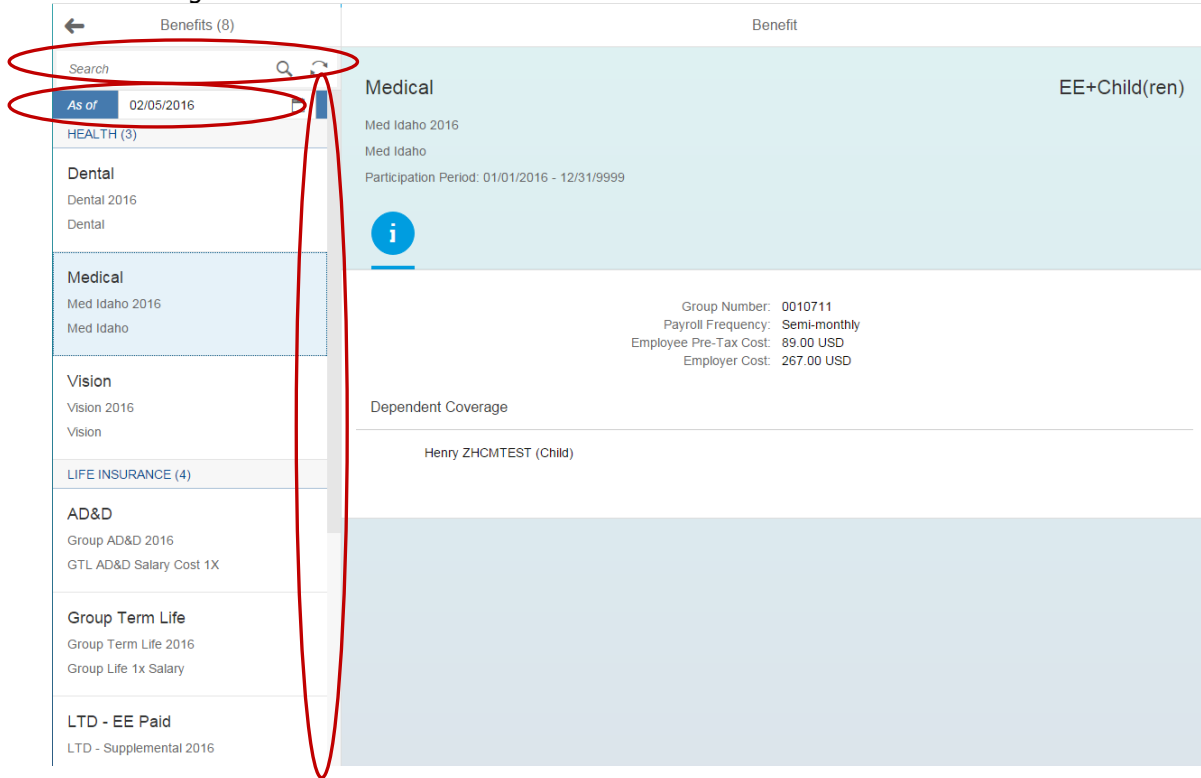 Benefits (8)
Search
As of 02/05/2016
HEALTH (3)
Dental
Dental 2016
Dental
Medical
Med Idaho 2016
Med Idaho
Vision
Vision 2016
Vision
LIFE INSURANCE (4)
AD&D
Group AD&D 2016
GTL AD&D Salary Cost 1X
Group Term Life
Group Term Life 2016
Group Life 1x Salary
LTD - EE Paid
LTD - Supplemental 2016
Benefit
Medical EE+Child(ren)
Med Idaho 2016
Med Idaho
Participation Period: 01/01/2016 - 12/31/9999
i
Group Number: 0010711
Payroll Frequency: Semi-monthly
Employee Pre-Tax Cost: 89.00 USD
Employer Cost: 267.00 USD
Dependent Coverage
Henry ZHCMTEST (Child)